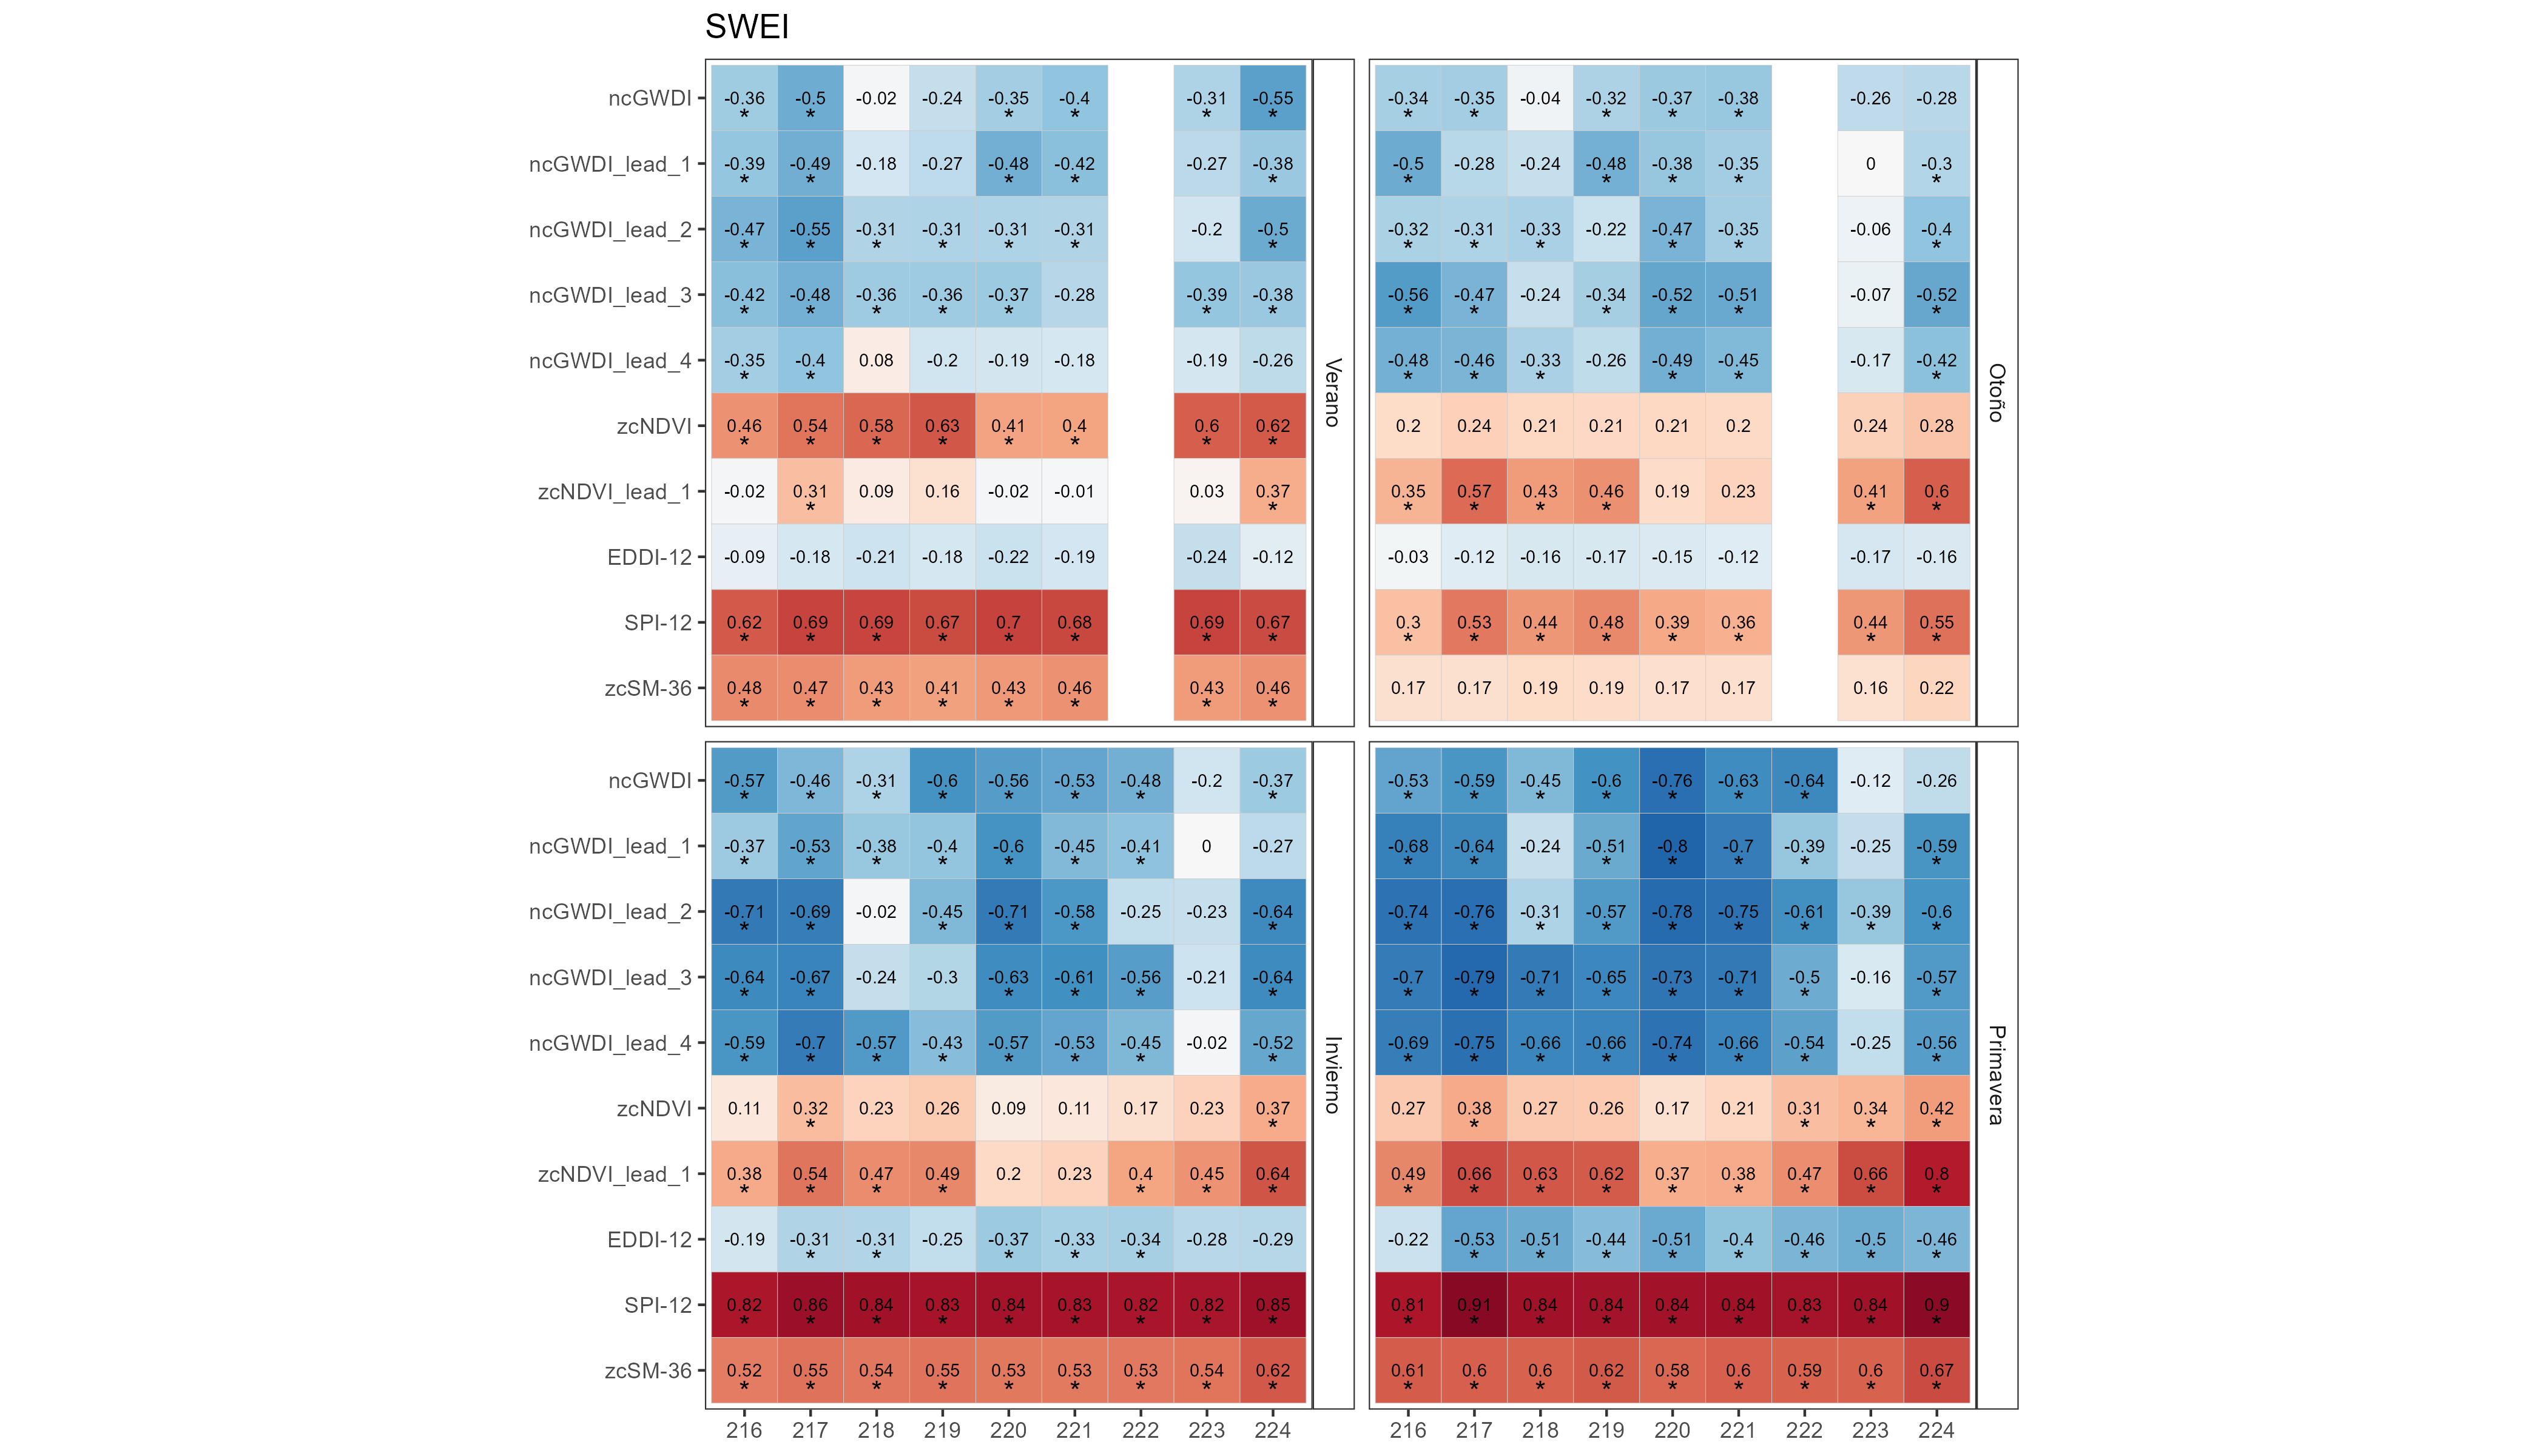 SWEI
ncGWDI -0.36* -0.5* -0.02 -0.24 -0.35* -0.4* -0.31* -0.55* -0.34* -0.35* -0.04 -0.32* -0.37* -0.38* -0.26 -0.28
ncGWDI_lead_1 -0.39* -0.49* -0.18 -0.27 -0.48* -0.42* -0.27 -0.38* -0.5* -0.28 -0.24 -0.48* -0.38* -0.35* 0 -0.3*
ncGWDI_lead_2 -0.47* -0.55* -0.31* -0.31* -0.31* -0.31* -0.2 -0.5* -0.32* -0.31* -0.33* -0.22 -0.47* -0.35* -0.06 -0.4*
ncGWDI_lead_3 -0.42* -0.48* -0.36* -0.36* -0.37* -0.28 -0.39* -0.38* -0.56* -0.47* -0.24 -0.34* -0.52* -0.51* -0.07 -0.52*
ncGWDI_lead_4 -0.35* -0.4* 0.08 -0.2 -0.19 -0.18 -0.19 -0.26 -0.48* -0.46* -0.33* -0.26 -0.49* -0.45* -0.17 -0.42*
Verano
Otoño
zcNDVI 0.46* 0.54* 0.58* 0.63* 0.41* 0.4* 0.6* 0.62* 0.2 0.24 0.21 0.21 0.21 0.2 0.24 0.28
zcNDVI_lead_1 -0.02 0.31* 0.09 0.16 -0.02 -0.01 0.03 0.37* 0.35* 0.57* 0.43* 0.46* 0.19 0.23 0.41* 0.6*
EDDI-12 -0.09 -0.18 -0.21 -0.18 -0.22 -0.19 -0.24 -0.12 -0.03 -0.12 -0.16 -0.17 -0.15 -0.12 -0.17 -0.16
SPI-12 0.62* 0.69* 0.69* 0.67* 0.7* 0.68* 0.69* 0.67* 0.3* 0.53* 0.44* 0.48* 0.39* 0.36* 0.44* 0.55*
zcSM-36 0.48* 0.47* 0.43* 0.41* 0.43* 0.46* 0.43* 0.46* 0.17 0.17 0.19 0.19 0.17 0.17 0.16 0.22
ncGWDI -0.57* -0.46* -0.31* -0.6* -0.56* -0.53* -0.48* -0.2 -0.37* -0.53* -0.59* -0.45* -0.6* -0.76* -0.63* -0.64* -0.12 -0.26
ncGWDI_lead_1 -0.37* -0.53* -0.38* -0.4* -0.6* -0.45* -0.41* 0 -0.27 -0.68* -0.64* -0.24 -0.51* -0.8* -0.7* -0.39* -0.25 -0.59*
ncGWDI_lead_2 -0.71* -0.69* -0.02 -0.45* -0.71* -0.58* -0.25 -0.23 -0.64* -0.74* -0.76* -0.31* -0.57* -0.78* -0.75* -0.61* -0.39* -0.6*
ncGWDI_lead_3 -0.64* -0.67* -0.24 -0.3 -0.63* -0.61* -0.56* -0.21 -0.64* -0.7* -0.79* -0.71* -0.65* -0.73* -0.71* -0.5* -0.16 -0.57*
ncGWDI_lead_4 -0.59* -0.7* -0.57* -0.43* -0.57* -0.53* -0.45* -0.02 -0.52* -0.69* -0.75* -0.66* -0.66* -0.74* -0.66* -0.54* -0.25 -0.56*
Invierno
Primavera
zcNDVI 0.11 0.32* 0.23 0.26 0.09 0.11 0.17 0.23 0.37* 0.27 0.38* 0.27 0.26 0.17 0.21 0.31* 0.34* 0.42*
zcNDVI_lead_1 0.38* 0.54* 0.47* 0.49* 0.2 0.23 0.4* 0.45* 0.64* 0.49* 0.66* 0.63* 0.62* 0.37* 0.38* 0.47* 0.66* 0.8*
EDDI-12 -0.19 -0.31* -0.31* -0.25 -0.37* -0.33* -0.34* -0.28 -0.29 -0.22 -0.53* -0.51* -0.44* -0.51* -0.4* -0.46* -0.5* -0.46*
SPI-12 0.82* 0.86* 0.84* 0.83* 0.84* 0.83* 0.82* 0.82* 0.85* 0.81* 0.91* 0.84* 0.84* 0.84* 0.84* 0.83* 0.84* 0.9*
zcSM-36 0.52* 0.55* 0.54* 0.55* 0.53* 0.53* 0.53* 0.54* 0.62* 0.61* 0.6* 0.6* 0.62* 0.58* 0.6* 0.59* 0.6* 0.67*
216 217 218 219 220 221 222 223 224 216 217 218 219 220 221 222 223 224